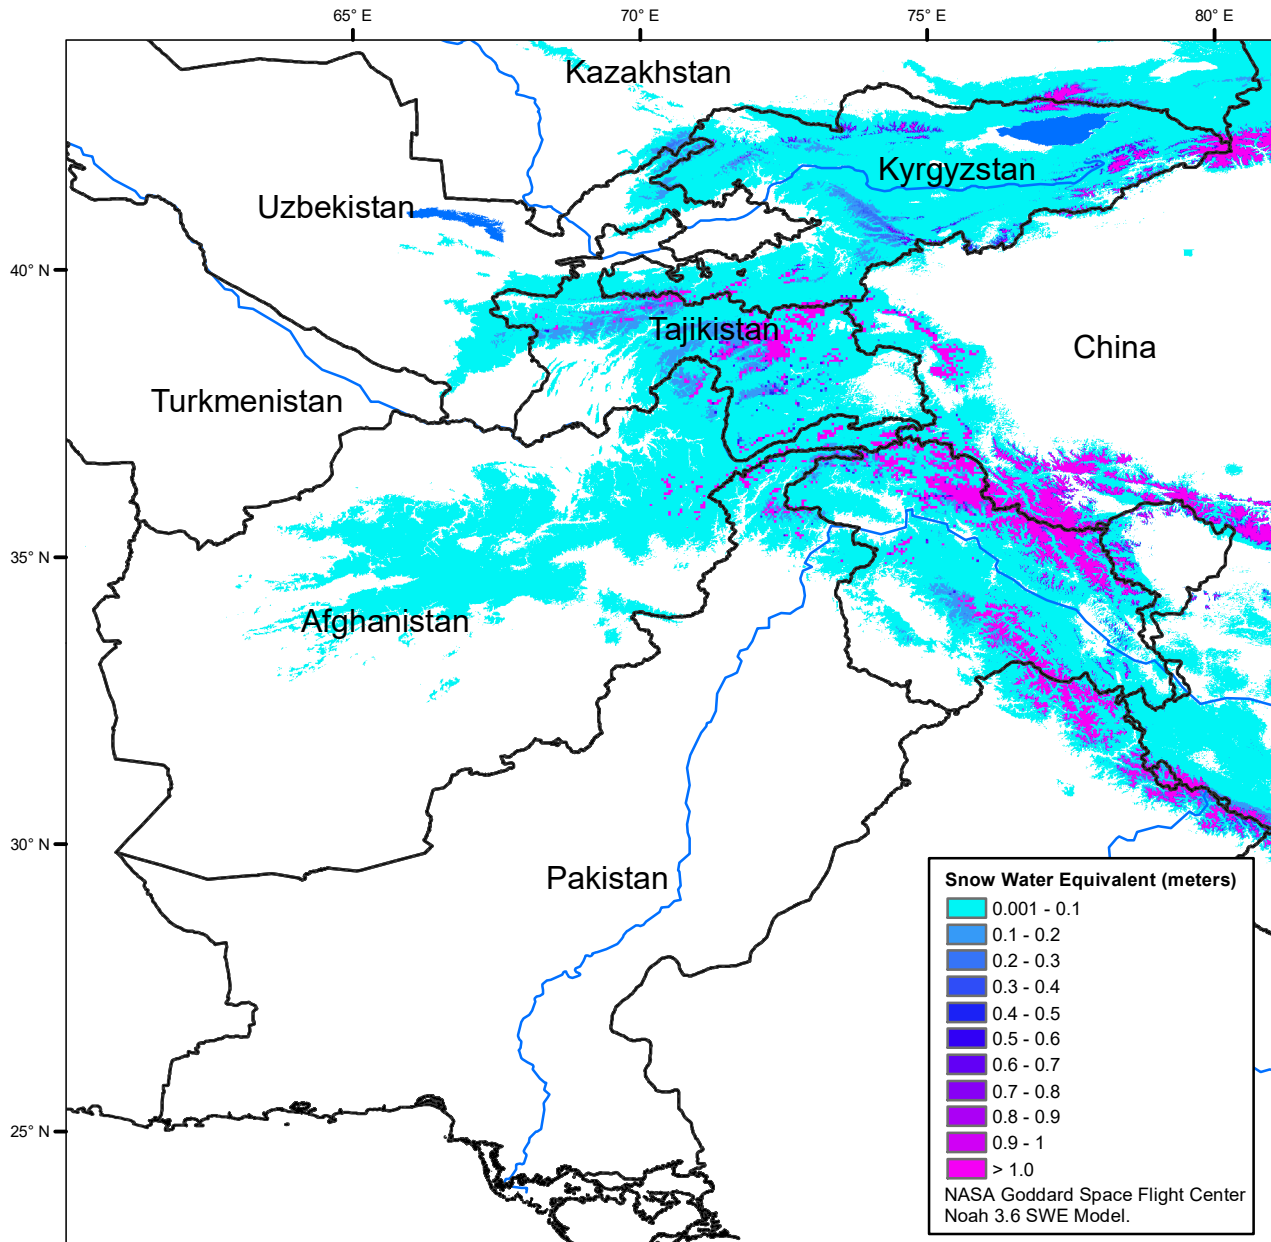 65° E
70° E
75° E
80° E
Kazakhstan
Kyrgyzstan
Uzbekistan
40° N
Tajikistan
China
Turkmenistan
35° N
Afghanistan
30° N
Pakistan
25° N
Snow Water Equivalent (meters)
0.001 - 0.1
0.1 - 0.2
0.2 - 0.3
0.3 - 0.4
0.4 - 0.5
0.5 - 0.6
0.6 - 0.7
0.7 - 0.8
0.8 - 0.9
0.9 - 1
> 1.0
NASA Goddard Space Flight Center
Noah 3.6 SWE Model.